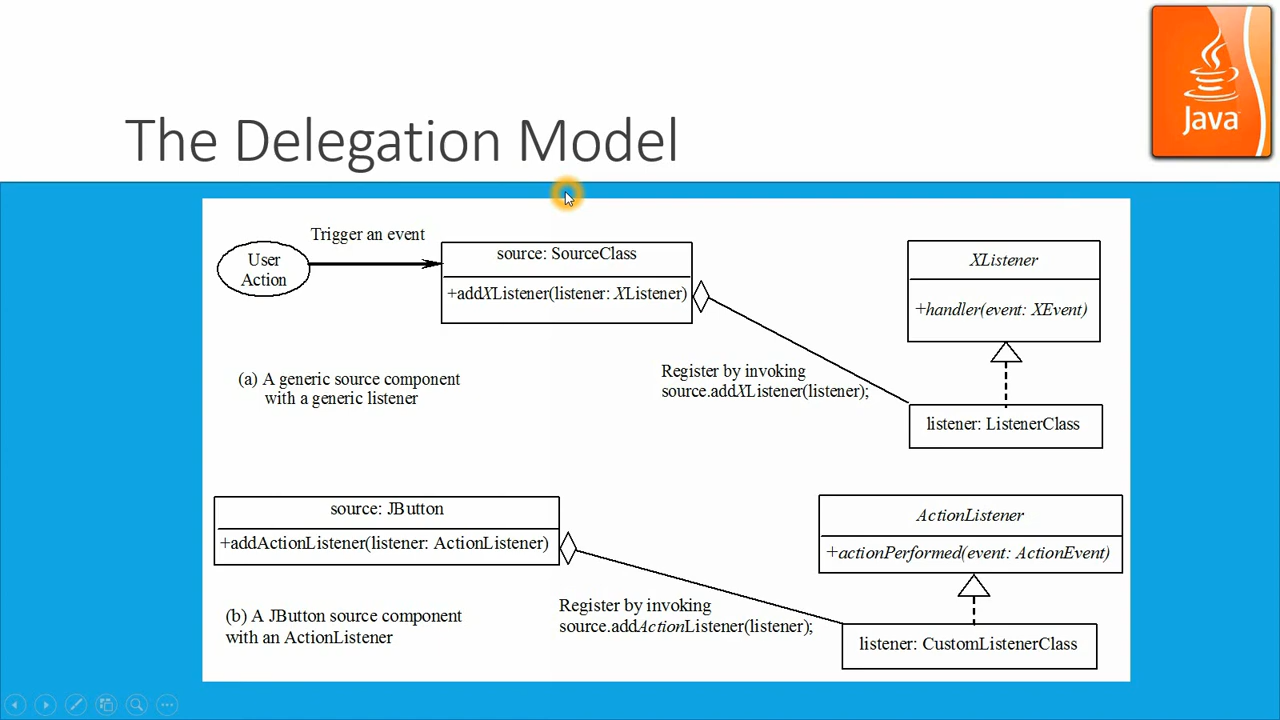 Java
The Delegation Model
Trigger an event
User
Action
source: SourceClass
+addXListener(listener: XListener)
XListener
+handler(event: XEvent)
Register by invoking
source.addXListener(listener);
(a) A generic source component
with a generic listener
listener: ListenerClass
source: JButton
+addActionListener(listener: ActionListener)
ActionListener
+actionPerformed(event: ActionEvent)
Register by invoking
source.addActionListener(listener);
(b) A JButton source component
with an ActionListener
listener: CustomListenerClass